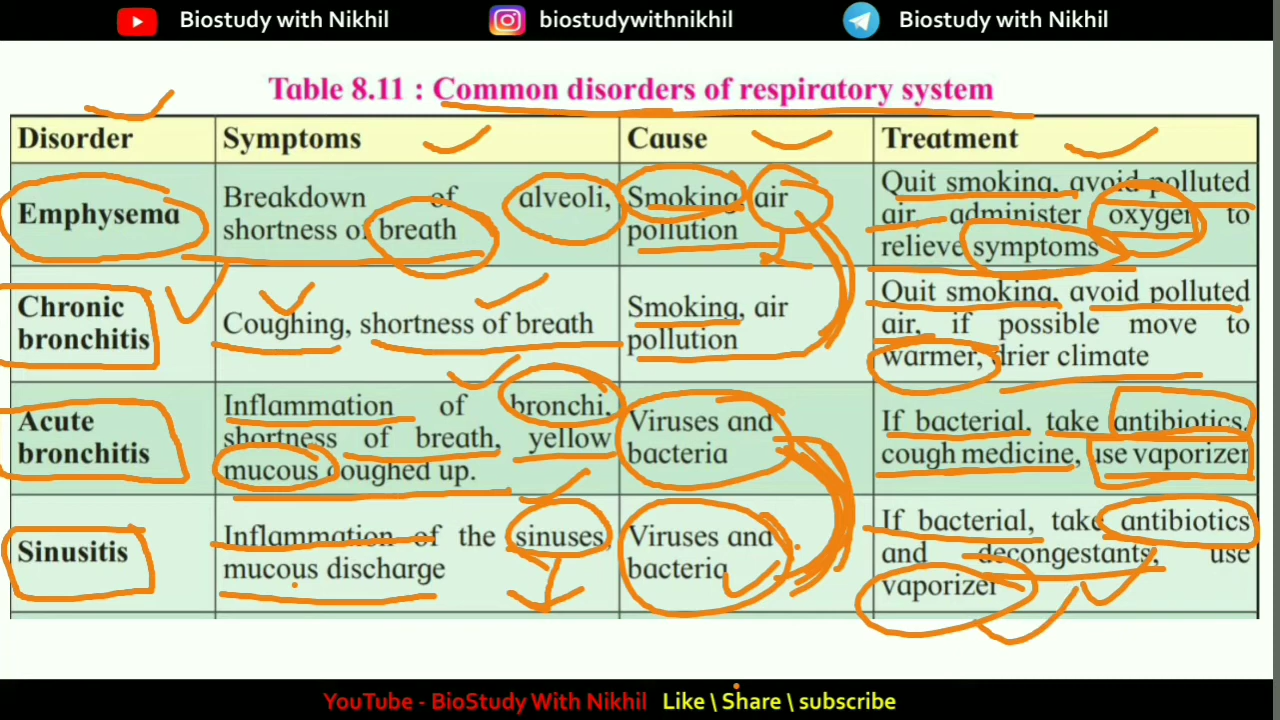 Biostudy with Nikhil biostudywithnikhil Biostudy with Nikhil
Table 8.11 : Common disorders of respiratory system
Disorder Symptoms Cause Treatment
Emphysema
Breakdown of alveoli,
shortness of breath
Smoking, air
pollution
Quit smoking, avoid polluted
air, administer oxygen to
relieve symptoms
Chronic
bronchitis
Coughing, shortness of breath
Smoking, air
pollution
Quit smoking, avoid polluted
air, if possible move to
warmer, drier climate
Acute
bronchitis
Inflammation of bronchi,
shortness of breath, yellow
mucous coughed up.
Viruses and
bacteria
If bacterial, take antibiotics,
cough medicine, use vaporizer
Sinusitis
Inflammation of the sinuses,
mucous discharge
Viruses and
bacteria
If bacterial, take antibiotics
and decongestants, use
vaporizer
YouTube - BioStudy With Nikhil Like \ Share \ subscribe